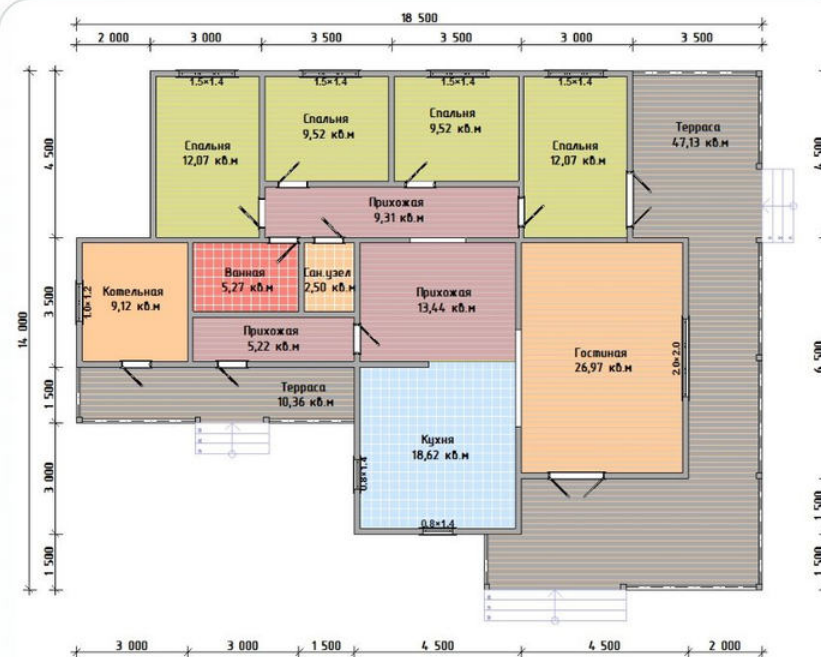 18 500
2 000
3 000
3 500
3 500
3 000
3 500
1.5×1.4
1.5×1.4
1.5×1.4
1.5×1.4
Спальня
12,07 кв.м
Спальня
9,52 кв.м
Спальня
9,52 кв.м
Спальня
12,07 кв.м
Терраса
47,13 кв.м
4 500
4 500
Прихожая
9,31 кв.м
14 000
3 500
1.0×1.2
Котельная
9,12 кв.м
Ванная
5,27 кв.м
Сан.узел
2,50 кв.м
Прихожая
13,44 кв.м
Прихожая
5,22 кв.м
Гостиная
26,97 кв.м
2.0×2.0
6 500
1 500
Терраса
10,36 кв.м
Кухня
18,62 кв.м
0.8×1.4
0.8×1.4
3 000
1 500
1 500
1 500
3 000
3 000
1 500
4 500
4 500
2 000